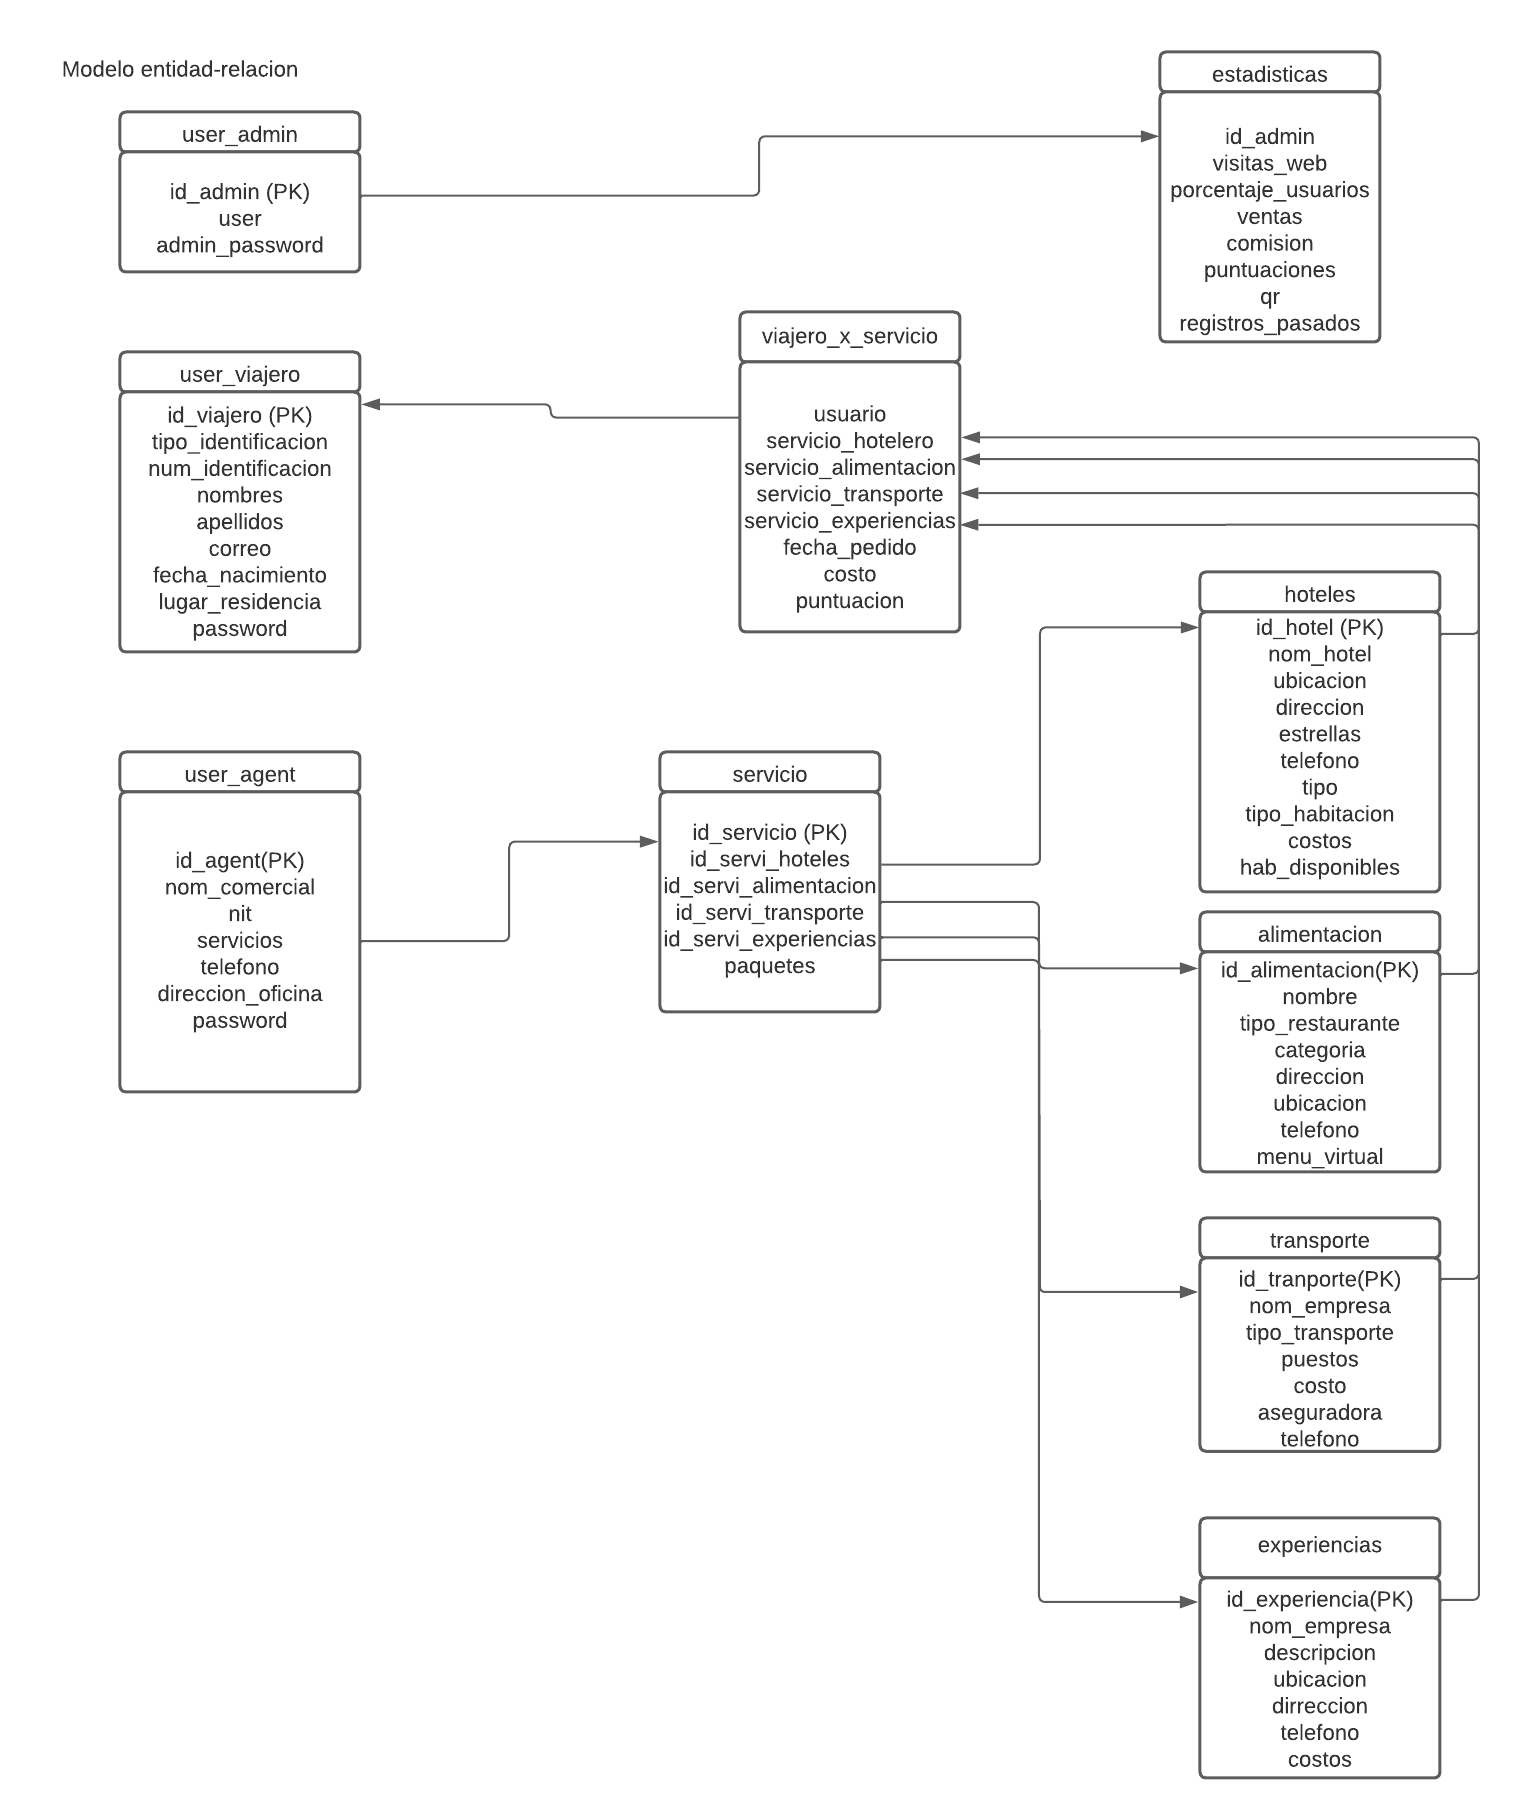 Modelo entidad-relacion
user_admin
id_admin (PK)
user
admin_password
estadisticas
id_admin
visitas_web
porcentaje_usuarios
ventas
comision
puntuaciones
qr
registros_pasados
user_viajero
id_viajero (PK)
tipo_identificacion
num_identificacion
nombres
apellidos
correo
fecha_nacimiento
lugar_residencia
password
viajero_x_servicio
usuario
servicio_hotelero
servicio_alimentacion
servicio_transporte
servicio_experiencias
fecha_pedido
costo
puntuacion
user_agent
id_agent(PK)
nom_comercial
nit
servicios
telefono
direccion_oficina
password
servicio
id_servicio (PK)
id_servi_hoteles
id_servi_alimentacion
id_servi_transporte
id_servi_experiencias
paquetes
hoteles
id_hotel (PK)
nom_hotel
ubicacion
direccion
estrellas
telefono
tipo
tipo_habitacion
costos
hab_disponibles
alimentacion
id_alimentacion(PK)
nombre
tipo_restaurante
categoria
direccion
ubicacion
telefono
menu_virtual
transporte
id_tranporte(PK)
nom_empresa
tipo_transporte
puestos
costo
aseguradora
telefono
experiencias
id_experiencia(PK)
nom_empresa
descripcion
ubicacion
dirreccion
telefono
costos